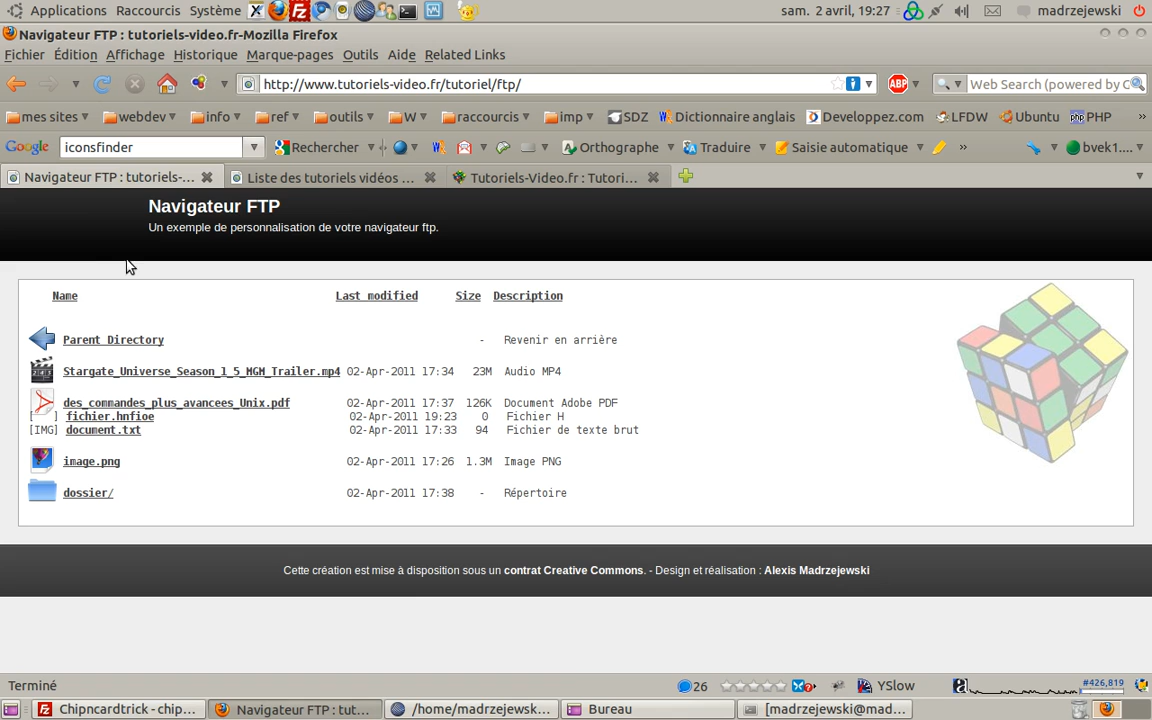 Applications Raccourcis Système sam. 2 avril, 19:27 madrzejewski
Navigateur FTP : tutoriels-video.fr-Mozilla Firefox
Fichier Édition Affichage Historique Marque-pages Outils Aide Related Links
http://www.tutoriels-video.fr/tutoriel/ftp/ ABP Web Search (powered by C
mes sites webdev info ref outils W raccourcis imp SDZ Dictionnaire anglais Developpez.com LFDW Ubuntu PHP »
Google iconsfinder Rechercher Orthographe Traduire Saisie automatique » bvek1....
Navigateur FTP : tutoriels-... Liste des tutoriels vidéos ... Tutoriels-Video.fr : Tutori...
Navigateur FTP
Un exemple de personnalisation de votre navigateur ftp.
Name Last modified Size Description
Parent Directory - Revenir en arrière
Stargate_Universe_Season_1_5_MGM_Trailer.mp4 02-Apr-2011 17:34 23M Audio MP4
des_commandes_plus_avancees_Unix.pdf 02-Apr-2011 17:37 126K Document Adobe PDF
[ ] fichier.hnfioe 02-Apr-2011 19:23 0 Fichier H
[IMG] document.txt 02-Apr-2011 17:33 94 Fichier de texte brut
image.png 02-Apr-2011 17:26 1.3M Image PNG
dossier/ 02-Apr-2011 17:38 - Répertoire
Cette création est mise à disposition sous un contrat Creative Commons. - Design et réalisation : Alexis Madrzejewski
Terminé 26 YSlow #426,819
Chipncardtrick - chip... Navigateur FTP : tut... /home/madrzejewsk... Bureau [madrzejewski@mad...